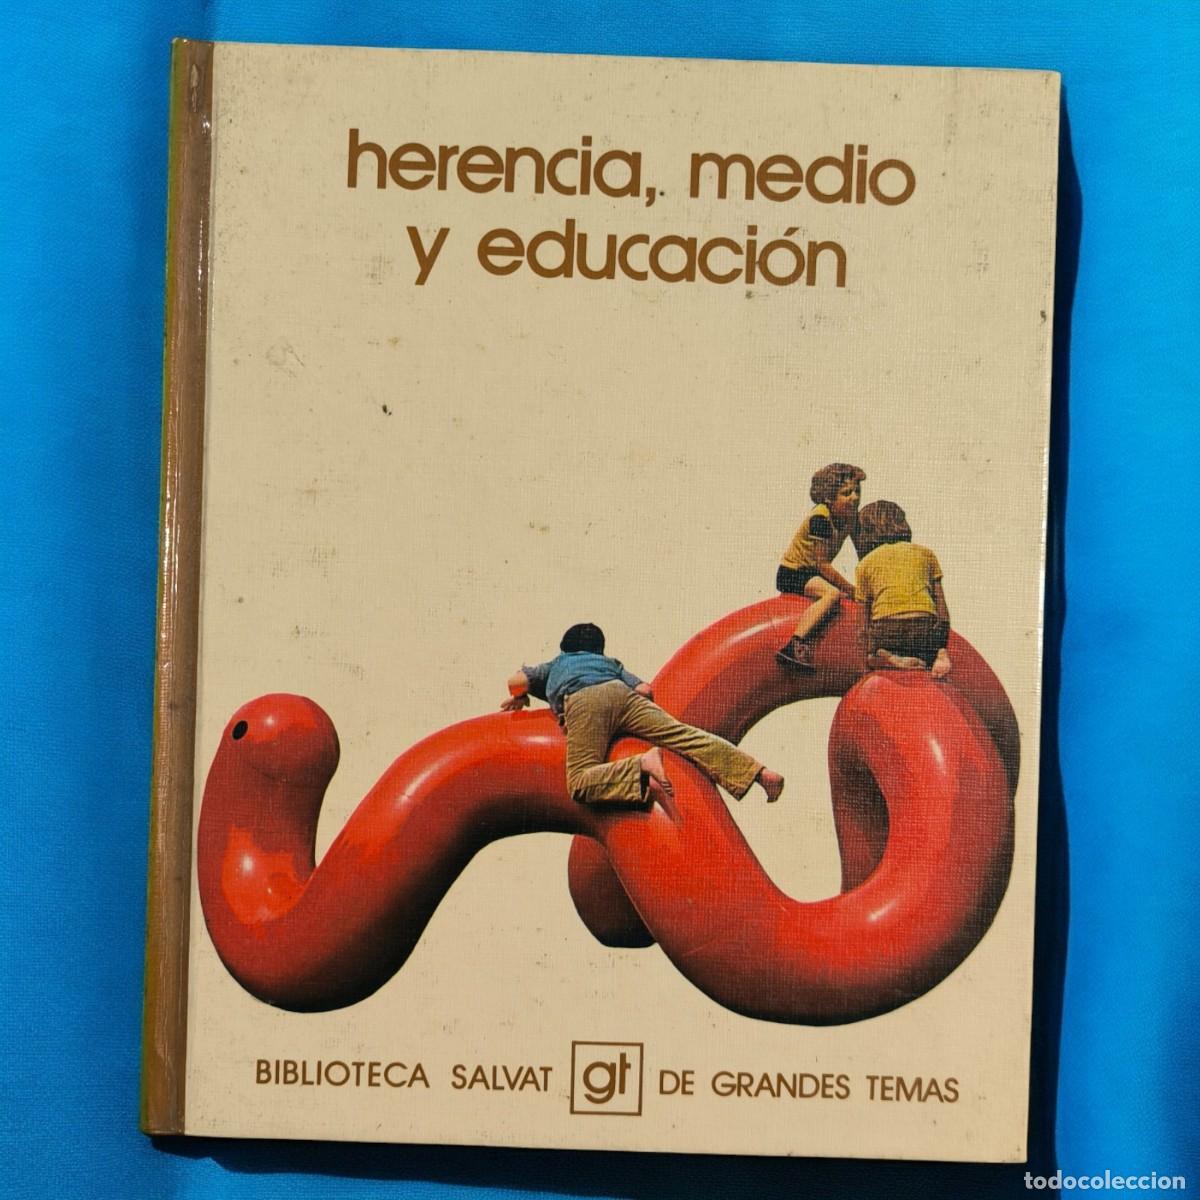 herencia, medio
y educación
BIBLIOTECA SALVAT gt DE GRANDES TEMAS
todocoleccion